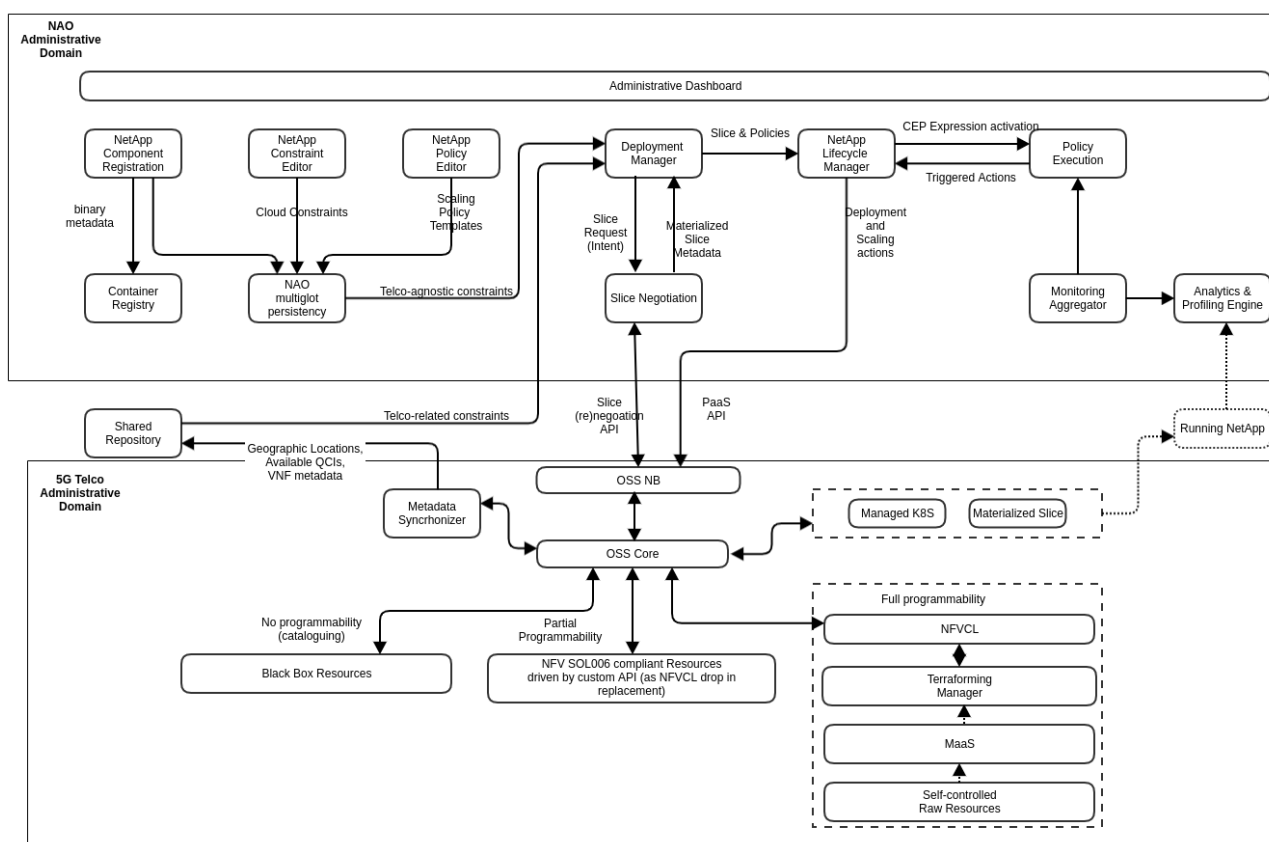 NAO
Administrative
Domain
Administrative Dashboard
NetApp
Component
Registration
NetApp
Constraint
Editor
NetApp
Policy
Editor
Deployment
Manager
Slice & Policies
NetApp
Lifecycle
Manager
CEP Expression activation
Triggered Actions
Policy
Execution
binary
metadata
Cloud Constraints
Scaling
Policy
Templates
Slice
Request
(Intent)
Materialized
Slice
Metadata
Deployment
and
Scaling
actions
Container
Registry
NAO
multiglot
persistency
Telco-agnostic constraints
Slice Negotiation
Monitoring
Aggregator
Analytics &
Profiling Engine
Shared
Repository
Telco-related constraints
Slice
(re)negoation
API
PaaS
API
Running NetApp
Geographic Locations,
Available QCIs,
VNF metadata
5G Telco
Administrative
Domain
OSS NB
Metadata
Syncrhonizer
Managed K8S
Materialized Slice
OSS Core
No programmability
(cataloguing)
Partial
Programmability
Full programmability
NFVCL
Black Box Resources
NFV SOL006 compliant Resources
driven by custom API (as NFVCL drop in
replacement)
Terraforming
Manager
MaaS
Self-controlled
Raw Resources